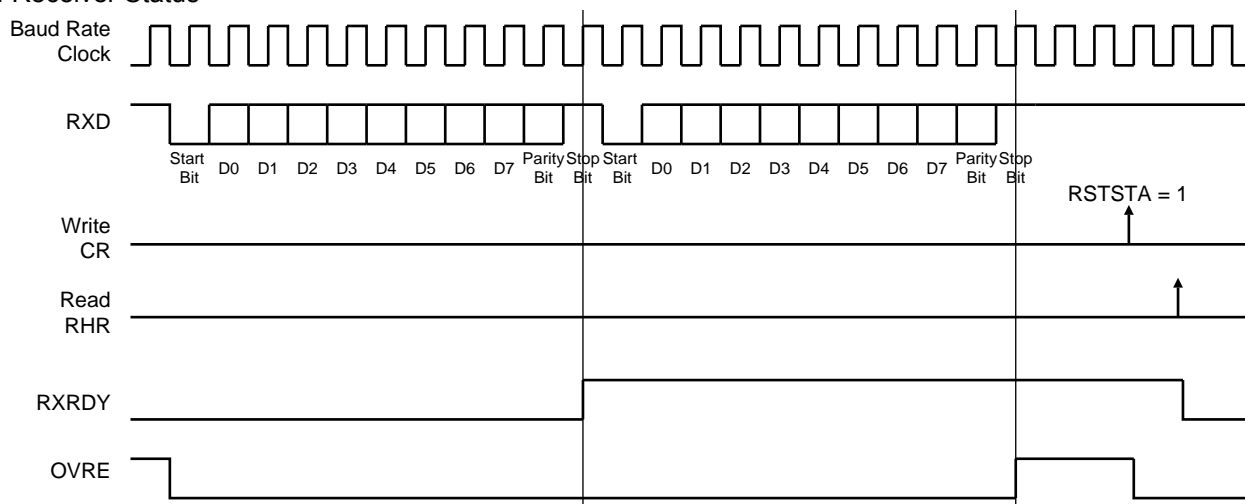 Receiver Status
Baud Rate
Clock
RXD
Start
Bit
D0
D1
D2
D3
D4
D5
D6
D7
Parity
Bit
Stop
Bit
Start
Bit
D0
D1
D2
D3
D4
D5
D6
D7
Parity
Bit
Stop
Bit
RSTSTA = 1
Write
CR
Read
RHR
RXRDY
OVRE